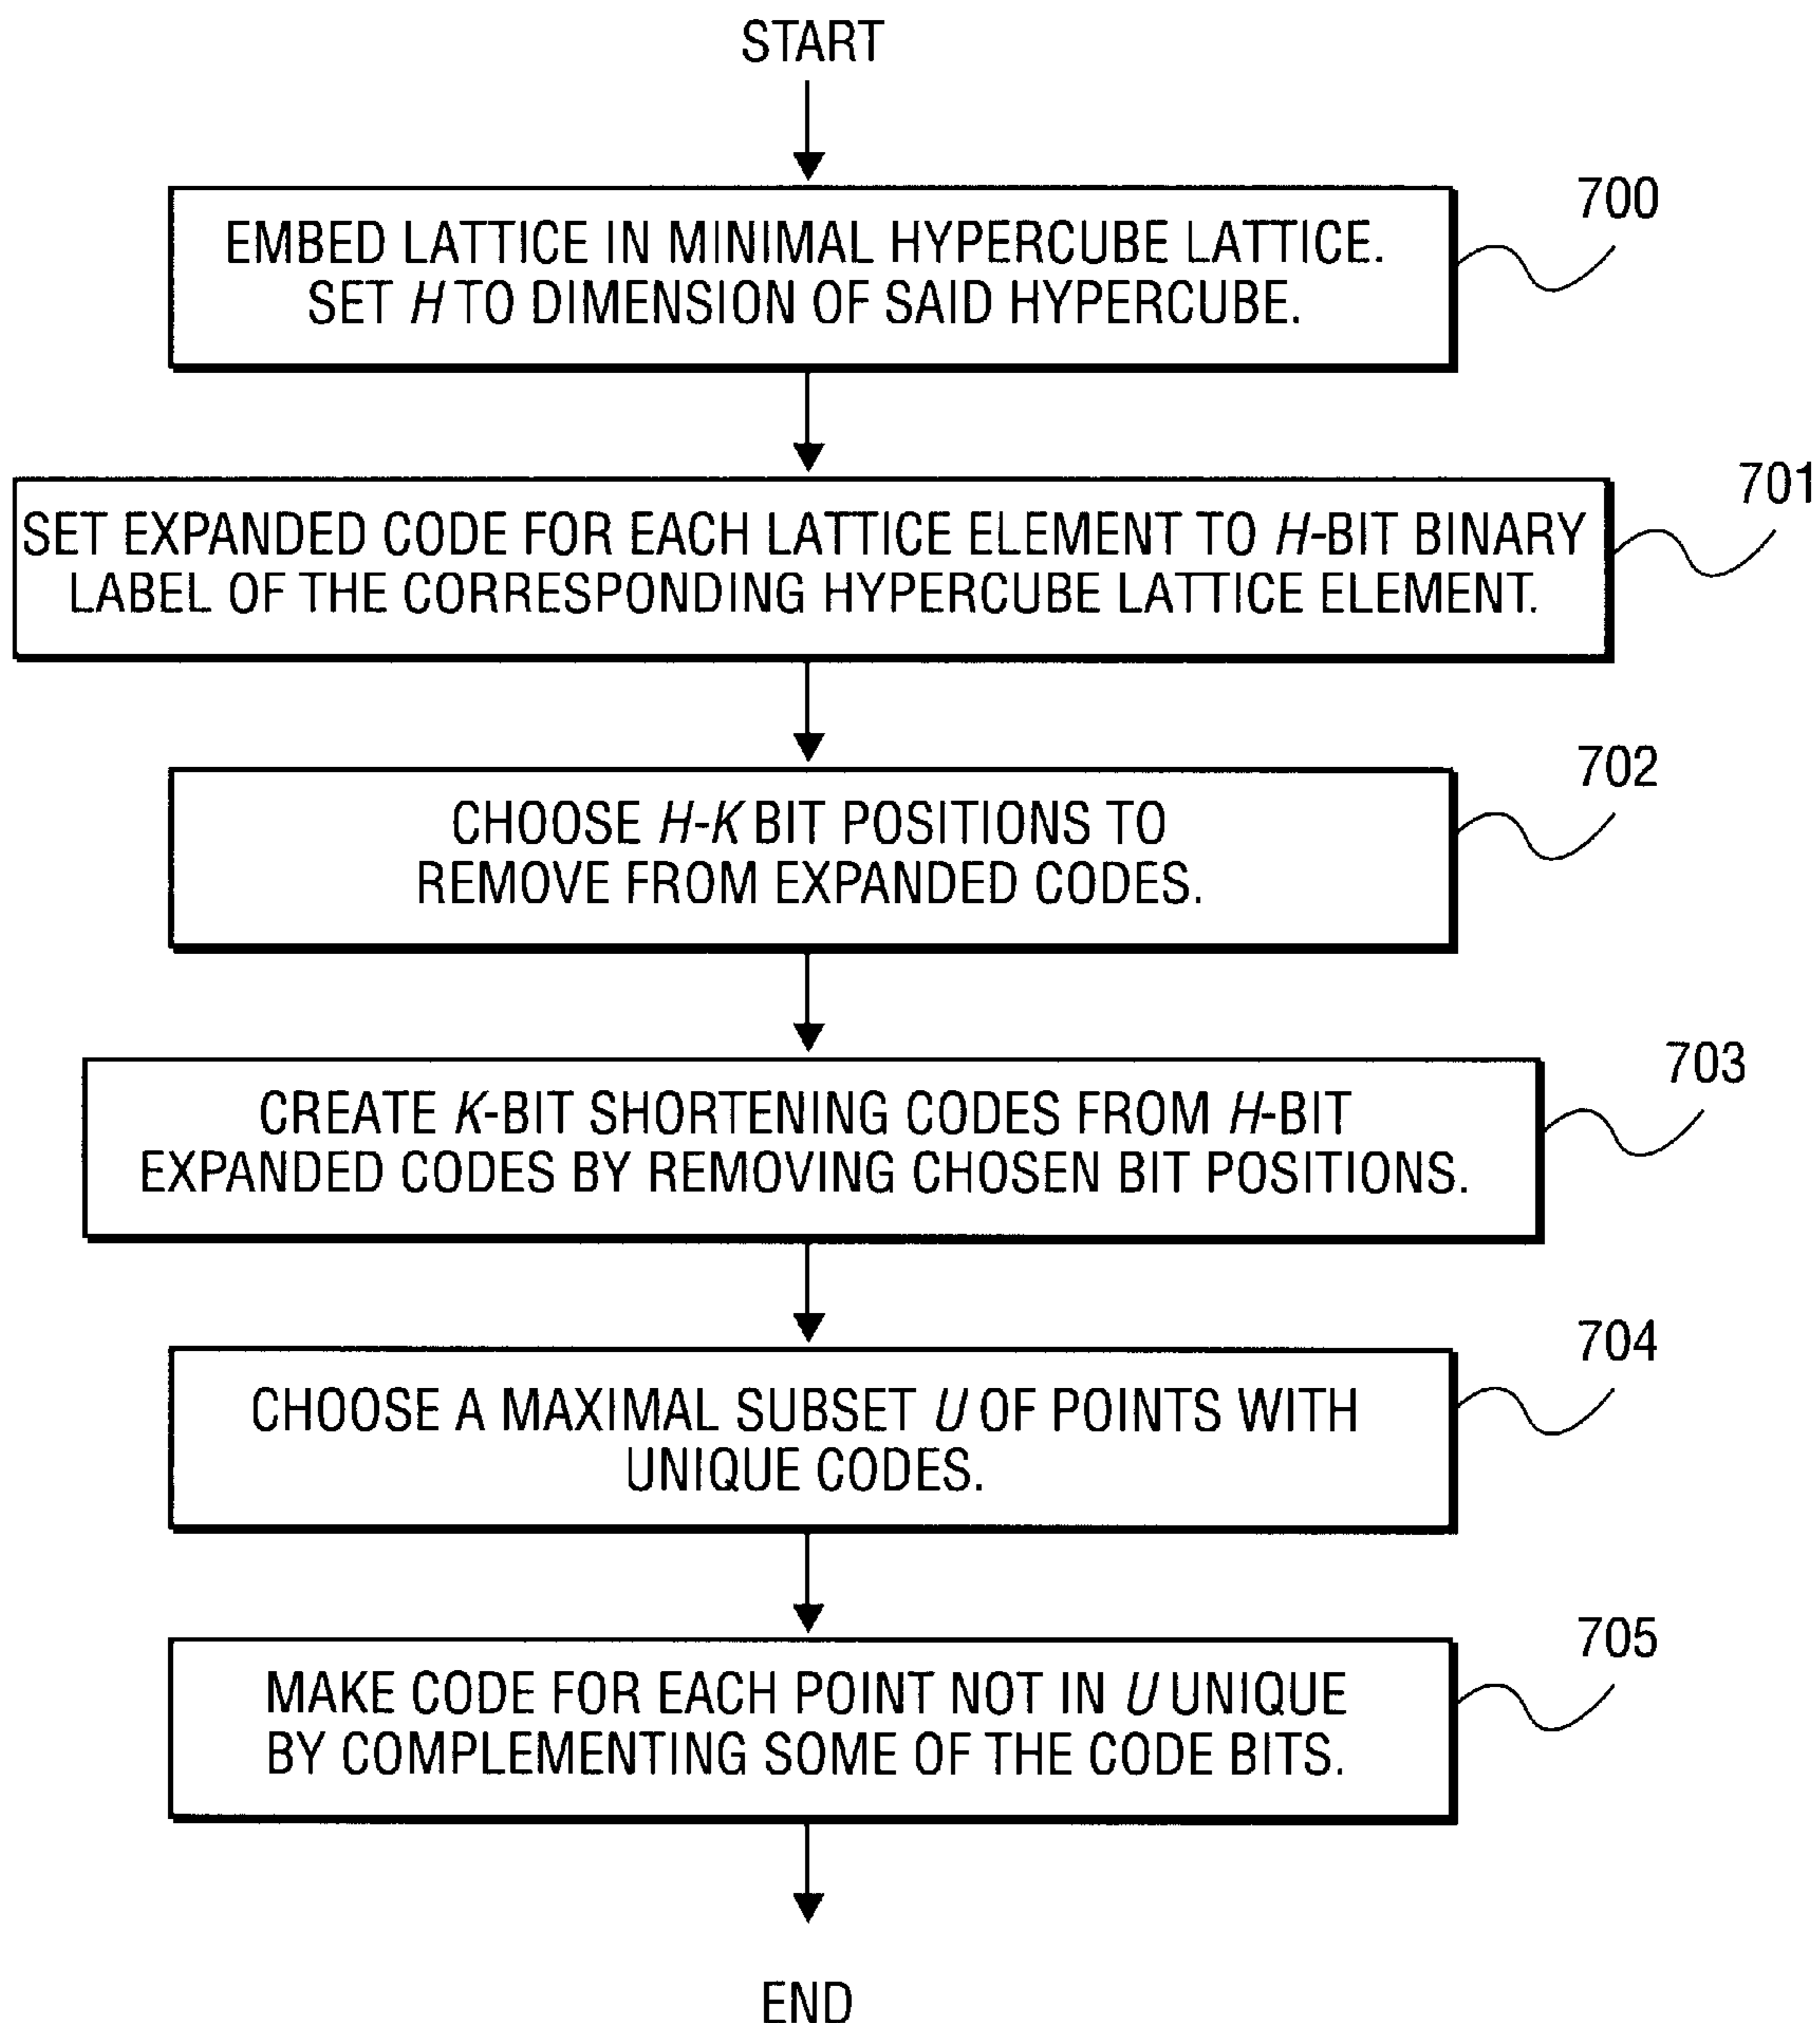 START
700
EMBED LATTICE IN MINIMAL HYPERCUBE LATTICE.
SET H TO DIMENSION OF SAID HYPERCUBE.
701
SET EXPANDED CODE FOR EACH LATTICE ELEMENT TO H-BIT BINARY
LABEL OF THE CORRESPONDING HYPERCUBE LATTICE ELEMENT.
702
CHOOSE H-K BIT POSITIONS TO
REMOVE FROM EXPANDED CODES.
703
CREATE K-BIT SHORTENING CODES FROM H-BIT
EXPANDED CODES BY REMOVING CHOSEN BIT POSITIONS.
704
CHOOSE A MAXIMAL SUBSET U OF POINTS WITH
UNIQUE CODES.
705
MAKE CODE FOR EACH POINT NOT IN U UNIQUE
BY COMPLEMENTING SOME OF THE CODE BITS.
END